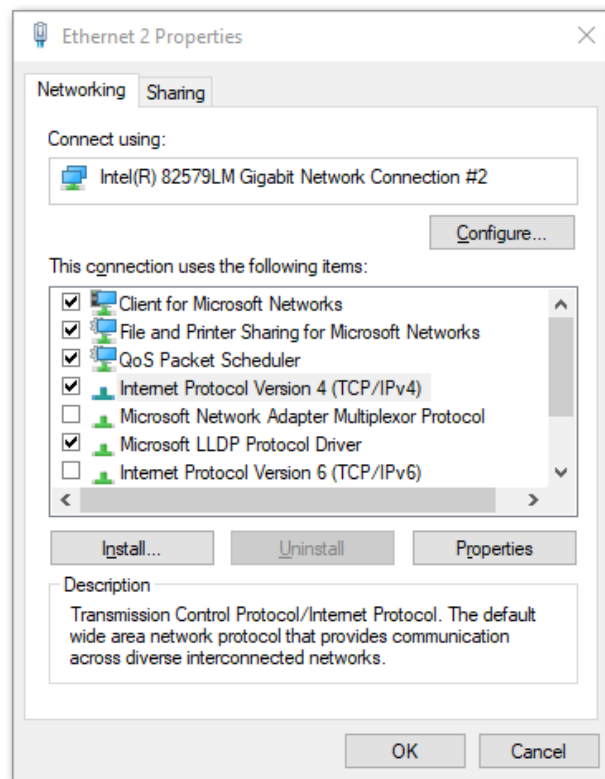 Ethernet 2 Properties
Networking
Sharing
Connect using:
Intel(R) 82579LM Gigabit Network Connection #2
Configure...
This connection uses the following items:
Client for Microsoft Networks
File and Printer Sharing for Microsoft Networks
QoS Packet Scheduler
Internet Protocol Version 4 (TCP/IPv4)
Microsoft Network Adapter Multiplexor Protocol
Microsoft LLDP Protocol Driver
Internet Protocol Version 6 (TCP/IPv6)
Install...
Uninstall
Properties
Description
Transmission Control Protocol/Internet Protocol. The default
wide area network protocol that provides communication
across diverse interconnected networks.
OK
Cancel